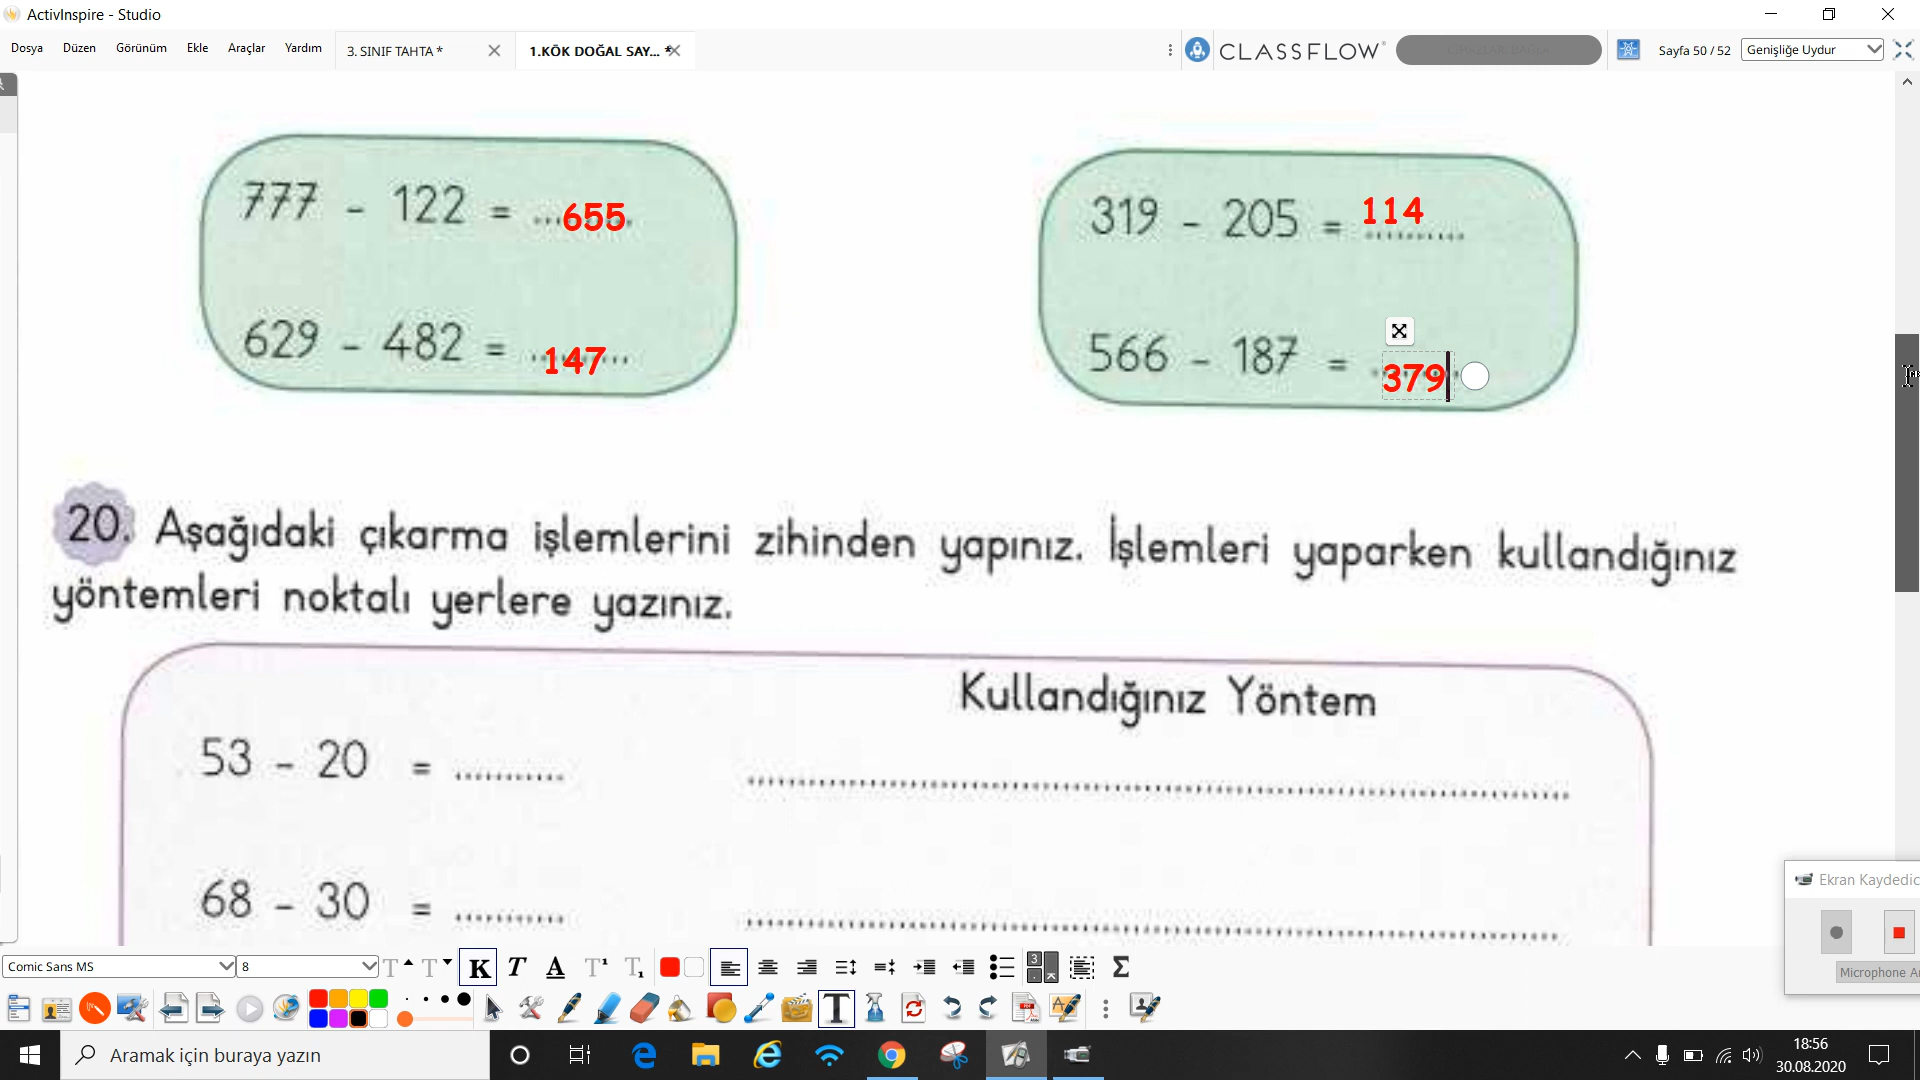 ActivInspire - Studio
Dosya Düzen Görünüm Ekle Araçlar Yardım 3. SINIF TAHTA * 1.KÖK DOĞAL SAY... * CLASSFLOW Sayfa 50 / 52 Genişliğe Uydur
777 - 122 = 655
319 - 205 = 114
629 - 482 = 147
566 - 187 = 379
20. Aşağıdaki çıkarma işlemlerini zihinden yapınız. İşlemleri yaparken kullandığınız
yöntemleri noktalı yerlere yazınız.
Kullandığınız Yöntem
53 - 20 = ..........
68 - 30 = ..........
Ekran Kaydedic
Microphone A
Comic Sans MS 8
Aramak için buraya yazın
18:56
30.08.2020